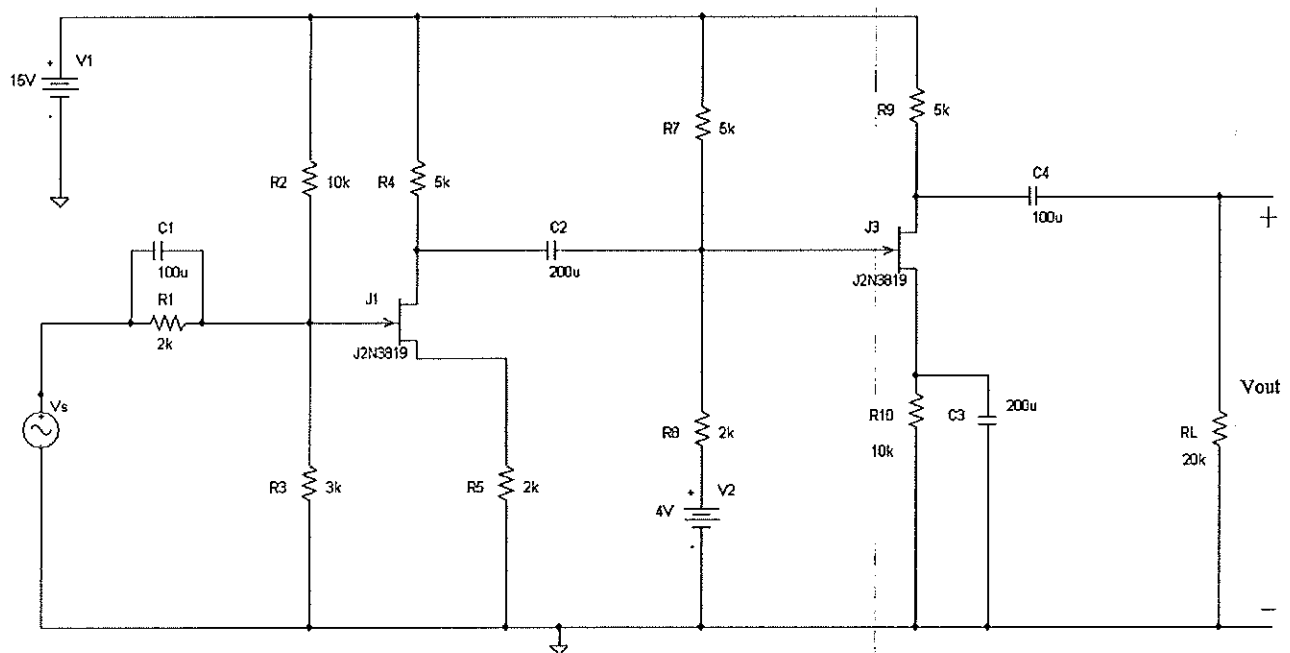 +
V1
15V
-
R2
10k
R4
5k
R7
5k
R9
5k
C1
100u
R1
2k
C2
200u
C4
100u
J1
J2N3819
J3
J2N3819
+
Vs
+
R3
3k
R5
2k
R8
2k
+
V2
4V
-
R10
10k
C3
200u
RL
20k
Vout
-